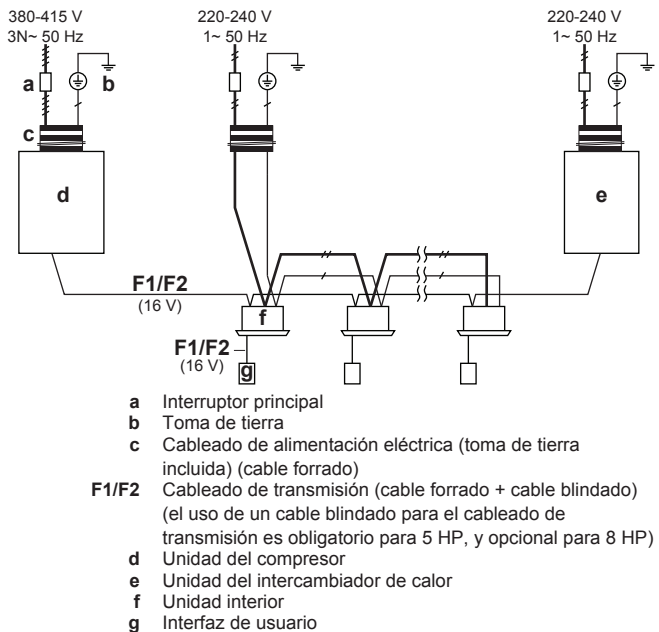 380-415 V
3N~ 50 Hz
220-240 V
1~ 50 Hz
220-240 V
1~ 50 Hz
a
b
c
d
e
F1/F2
(16 V)
f
F1/F2
(16 V)
g
a Interruptor principal
b Toma de tierra
c Cableado de alimentación eléctrica (toma de tierra
incluida) (cable forrado)
F1/F2 Cableado de transmisión (cable forrado + cable blindado)
(el uso de un cable blindado para el cableado de
transmisión es obligatorio para 5 HP, y opcional para 8 HP)
d Unidad del compresor
e Unidad del intercambiador de calor
f Unidad interior
g Interfaz de usuario